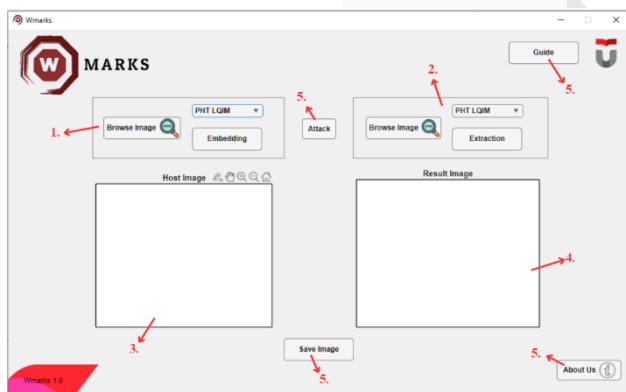 Wmarks
W MARKS
Guide
5.
2.
5.
PHT LQIM
PHT LQIM
1.
Browse Image
Attack
Browse Image
Embedding
Extraction
Host Image
Result Image
4.
3.
Save Image
5.
5.
About Us
Wmarks 1.0